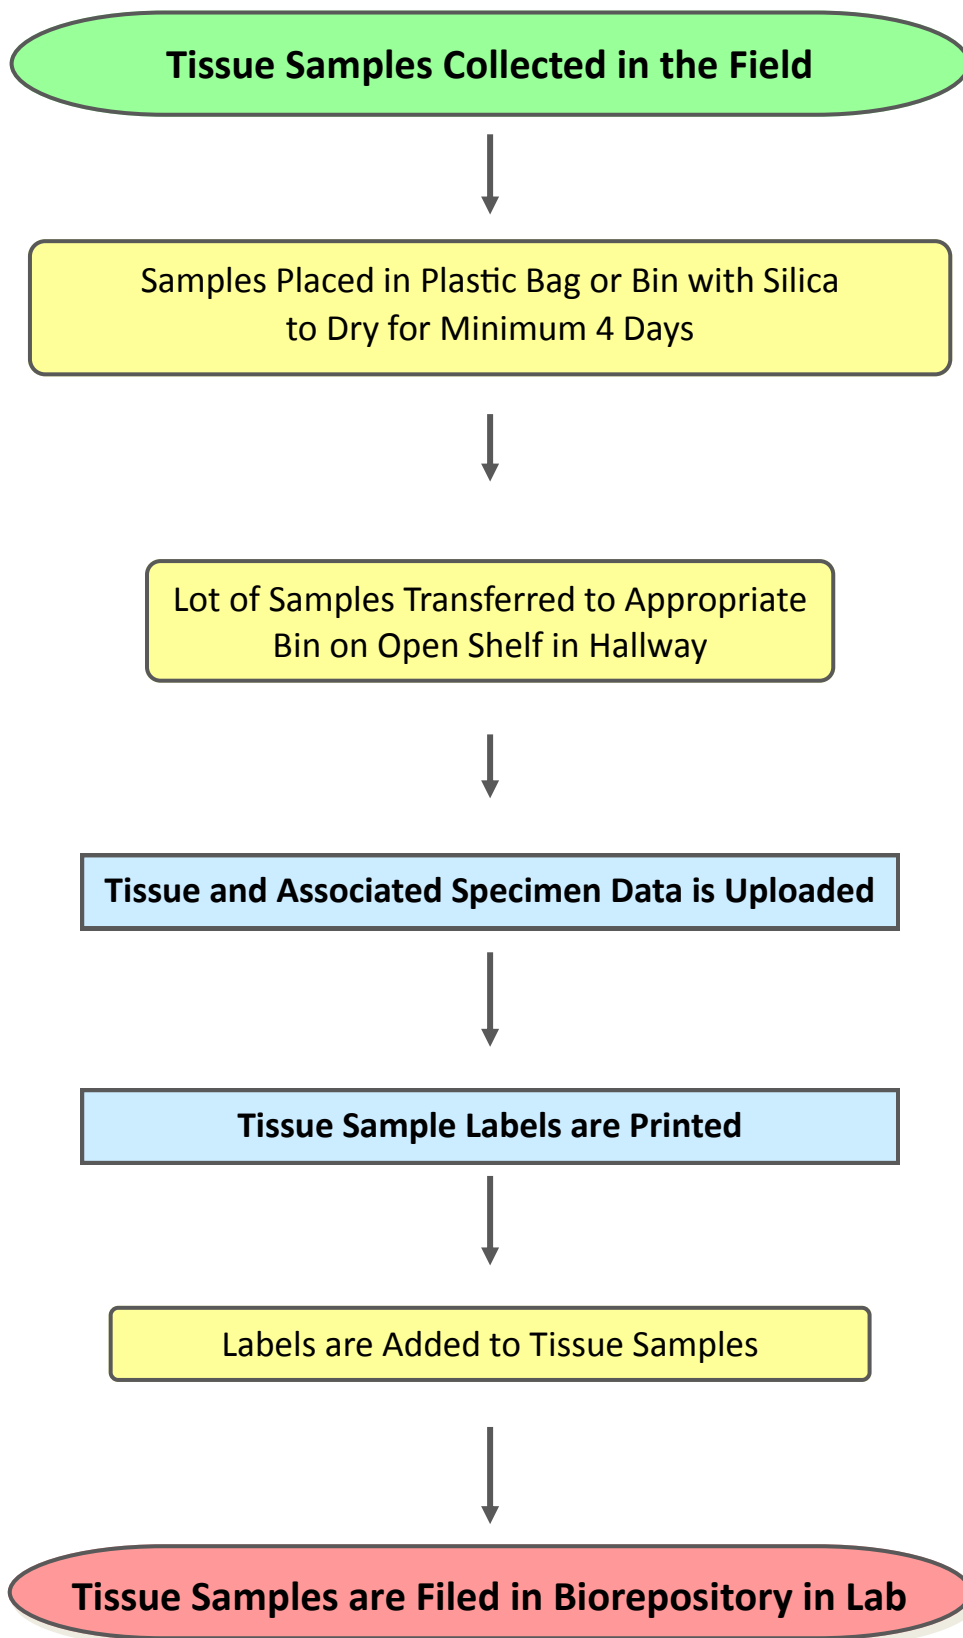 Tissue Samples Collected in the Field
Samples Placed in Plastic Bag or Bin with Silica
to Dry for Minimum 4 Days
Lot of Samples Transferred to Appropriate
Bin on Open Shelf in Hallway
Tissue and Associated Specimen Data is Uploaded
Tissue Sample Labels are Printed
Labels are Added to Tissue Samples
Tissue Samples are Filed in Biorepository in Lab